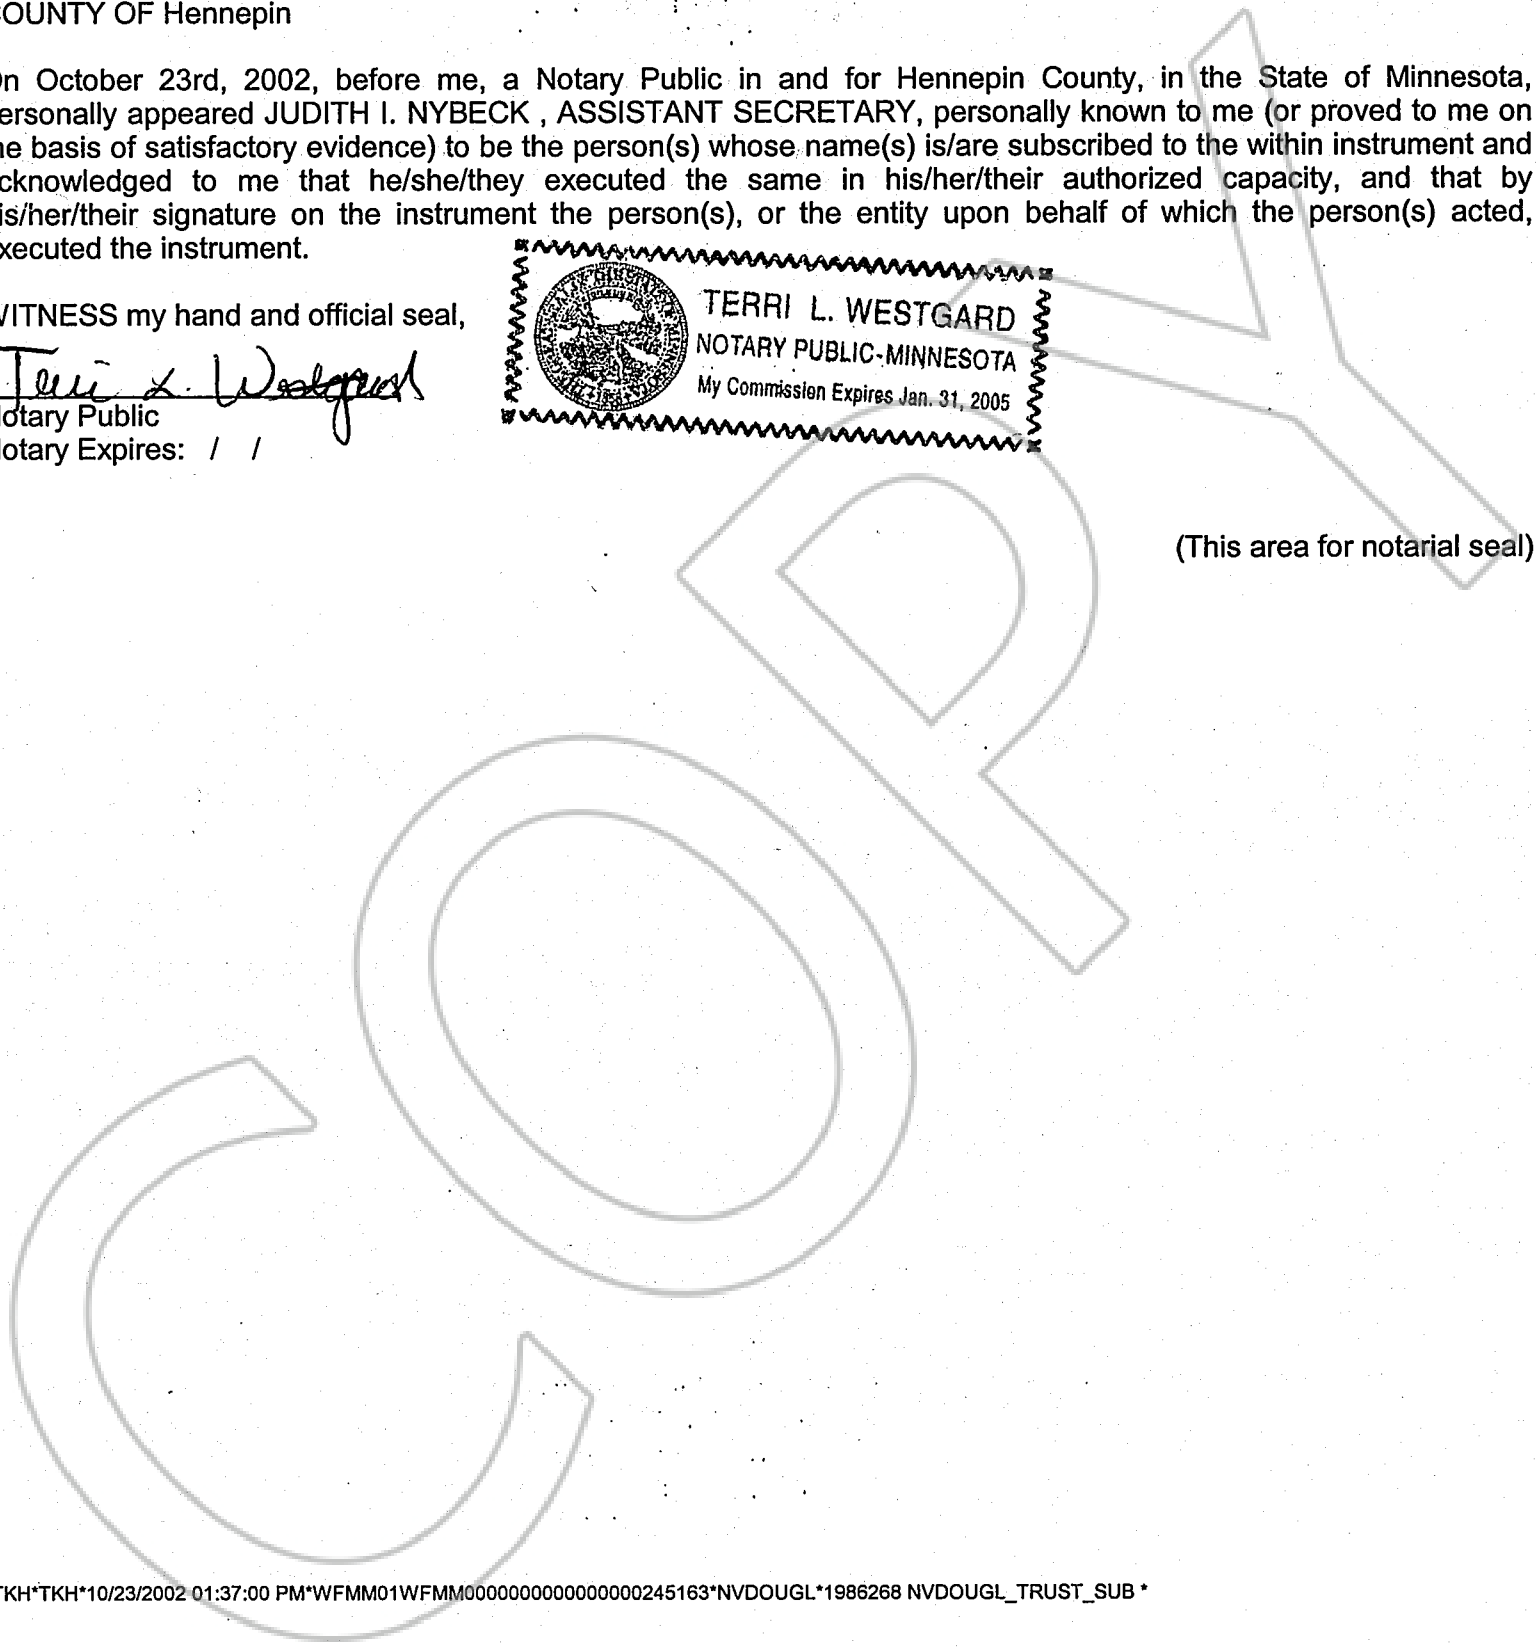 OUNTY OF Hennepin
n October 23rd, 2002, before me, a Notary Public in and for Hennepin County, in the State of Minnesota,
ersonally appeared JUDITH I. NYBECK , ASSISTANT SECRETARY, personally known to me (or proved to me on
e basis of satisfactory evidence) to be the person(s) whose name(s) is/are subscribed to the within instrument and
cknowledged to me that he/she/they executed the same in his/her/their authorized capacity, and that by
is/her/their signature on the instrument the person(s), or the entity upon behalf of which the person(s) acted,
xecuted the instrument.
ITNESS my hand and official seal,
Terri L. Westgard
otary Public
otary Expires: / /
TERRI L. WESTGARD
NOTARY PUBLIC-MINNESOTA
My Commission Expires Jan. 31, 2005
(This area for notarial seal)
COPY
TKH*TKH*10/23/2002 01:37:00 PM*WFMM01WFMM0000000000000000245163*NVDOUGL*1986268 NVDOUGL_TRUST_SUB *